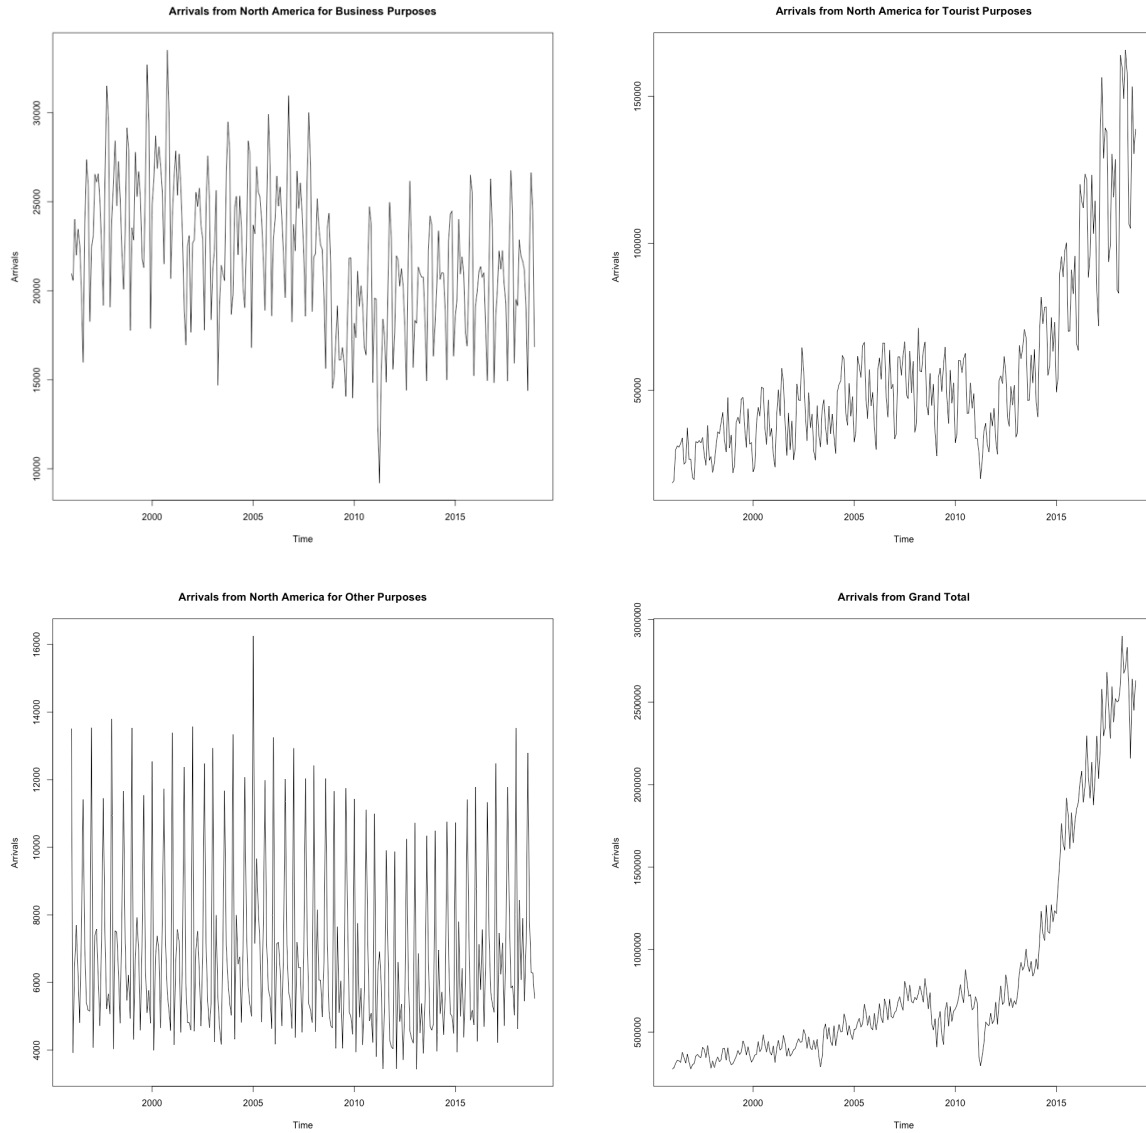 Arrivals from North America for Business Purposes
Arrivals
30000
25000
20000
15000
10000
2000 2005 2010 2015
Time
Arrivals from North America for Tourist Purposes
Arrivals
150000
100000
50000
2000 2005 2010 2015
Time
Arrivals from North America for Other Purposes
Arrivals
16000
14000
12000
10000
8000
6000
4000
2000 2005 2010 2015
Time
Arrivals from Grand Total
Arrivals
3000000
2500000
2000000
1500000
1000000
500000
2000 2005 2010 2015
Time